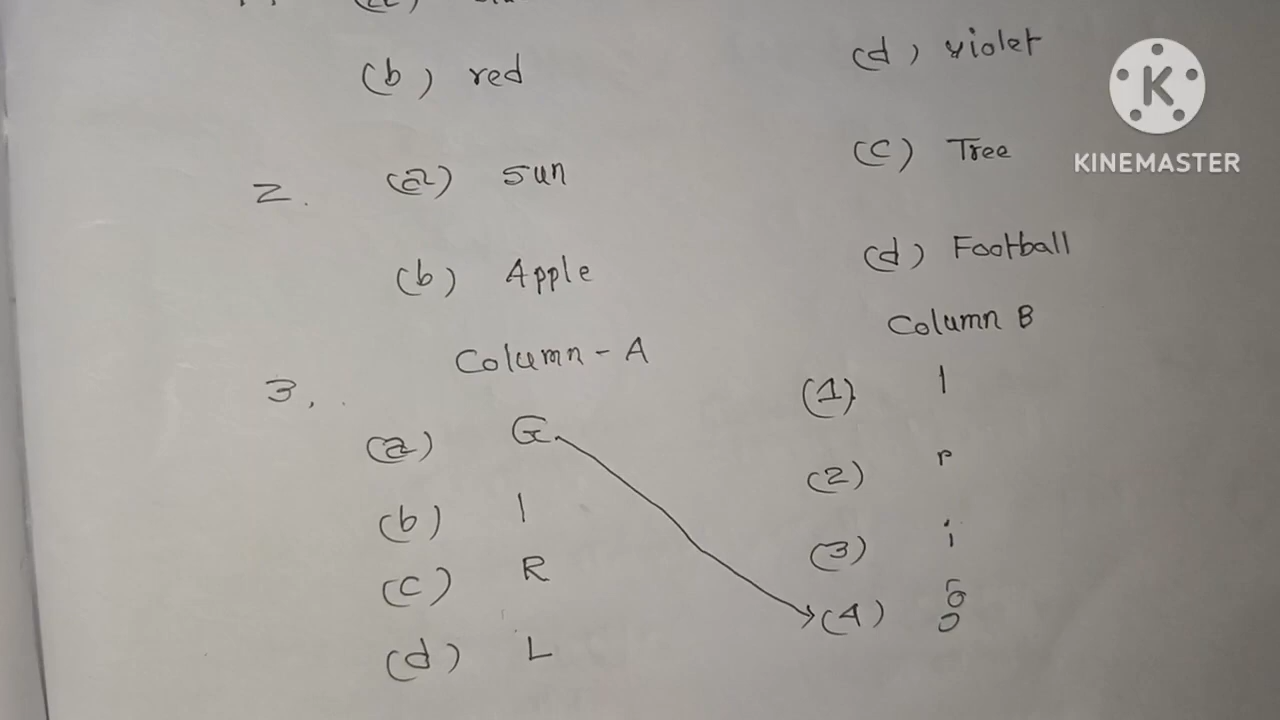 (b) red (d) violet
2. (a) sun (c) Tree
(b) Apple (d) Football
Column - A Column B
3. (1) l
(a) G
(2) r
(b) I
(3) i
(c) R
(4) g
(d) L
K
KINEMASTER